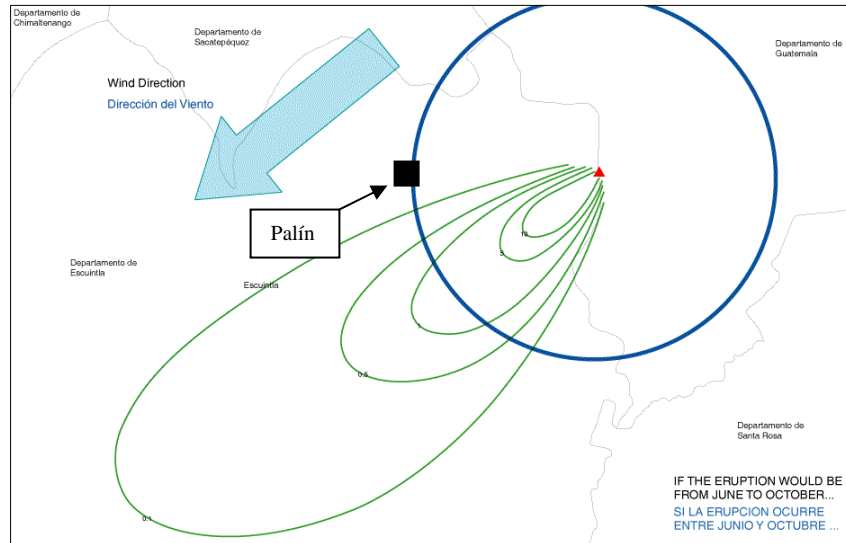 Departamento de
Chimaltenango
Departamento de
Sacatepéquez
Departamento de
Guatemala
Wind Direction
Dirección del Viento
Palín
10
5
Departamento de
Escuintla
Escuintla
1
0.5
Departamento de
Santa Rosa
IF THE ERUPTION WOULD BE
FROM JUNE TO OCTOBER...
SI LA ERUPCION OCURRE
ENTRE JUNIO Y OCTUBRE ...
0.1